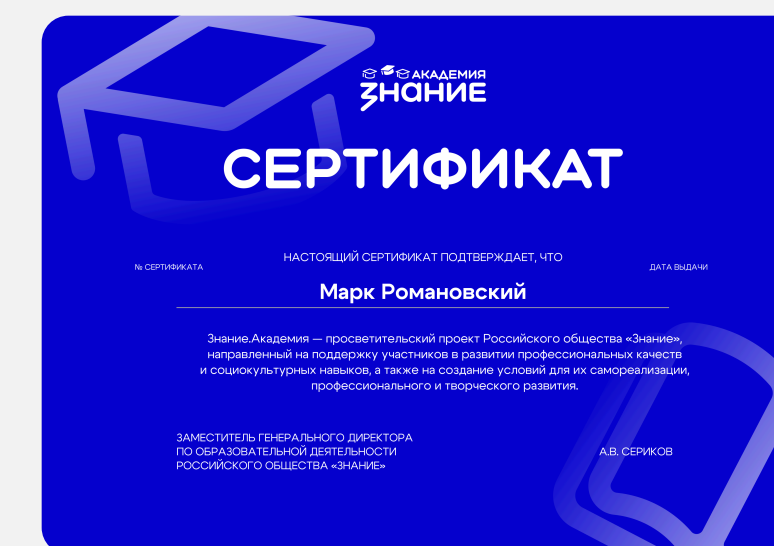 АКАДЕМИЯ
ЗНАНИЕ
СЕРТИФИКАТ
НАСТОЯЩИЙ СЕРТИФИКАТ ПОДТВЕРЖДАЕТ, ЧТО
№ СЕРТИФИКАТА
ДАТА ВЫДАЧИ
Марк Романовский
Знание.Академия — просветительский проект Российского общества «Знание»,
направленный на поддержку участников в развитии профессиональных качеств
и социокультурных навыков, а также на создание условий для их самореализации,
профессионального и творческого развития.
ЗАМЕСТИТЕЛЬ ГЕНЕРАЛЬНОГО ДИРЕКТОРА
ПО ОБРАЗОВАТЕЛЬНОЙ ДЕЯТЕЛЬНОСТИ
РОССИЙСКОГО ОБЩЕСТВА «ЗНАНИЕ»
А.В. СЕРИКОВ